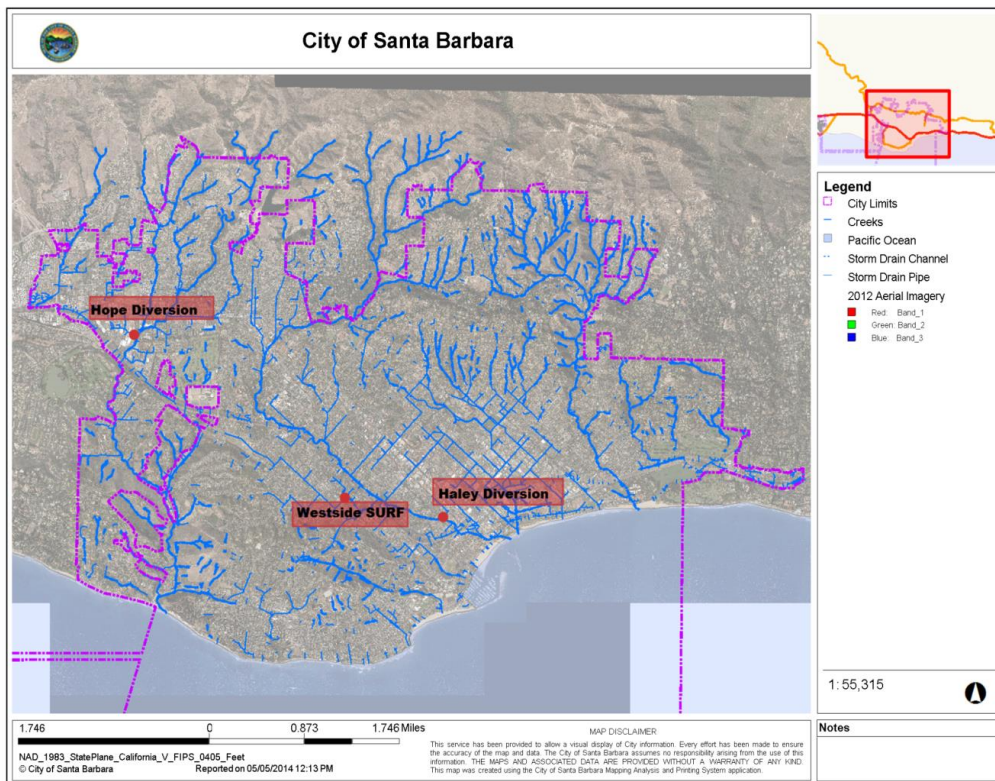 City of Santa Barbara
Hope Diversion
Westside SURF
Haley Diversion
Legend
City Limits
Creeks
Pacific Ocean
Storm Drain Channel
Storm Drain Pipe
2012 Aerial Imagery
Red: Band_1
Green: Band_2
Blue: Band_3
1: 55,315
Notes
1.746 0 0.873 1.746 Miles
NAD_1983_StatePlane_California_V_FIPS_0405_Feet
© City of Santa Barbara Reported on 05/05/2014 12:13 PM
MAP DISCLAIMER
This service has been provided to allow a visual display of City information. Every effort has been made to ensure
the accuracy of the map and data. The City of Santa Barbara assumes no responsibility arising from the use of this
information. THE MAPS AND ASSOCIATED DATA ARE PROVIDED WITHOUT A WARRANTY OF ANY KIND.
This map was created using the City of Santa Barbara Mapping Analysis and Printing System application.